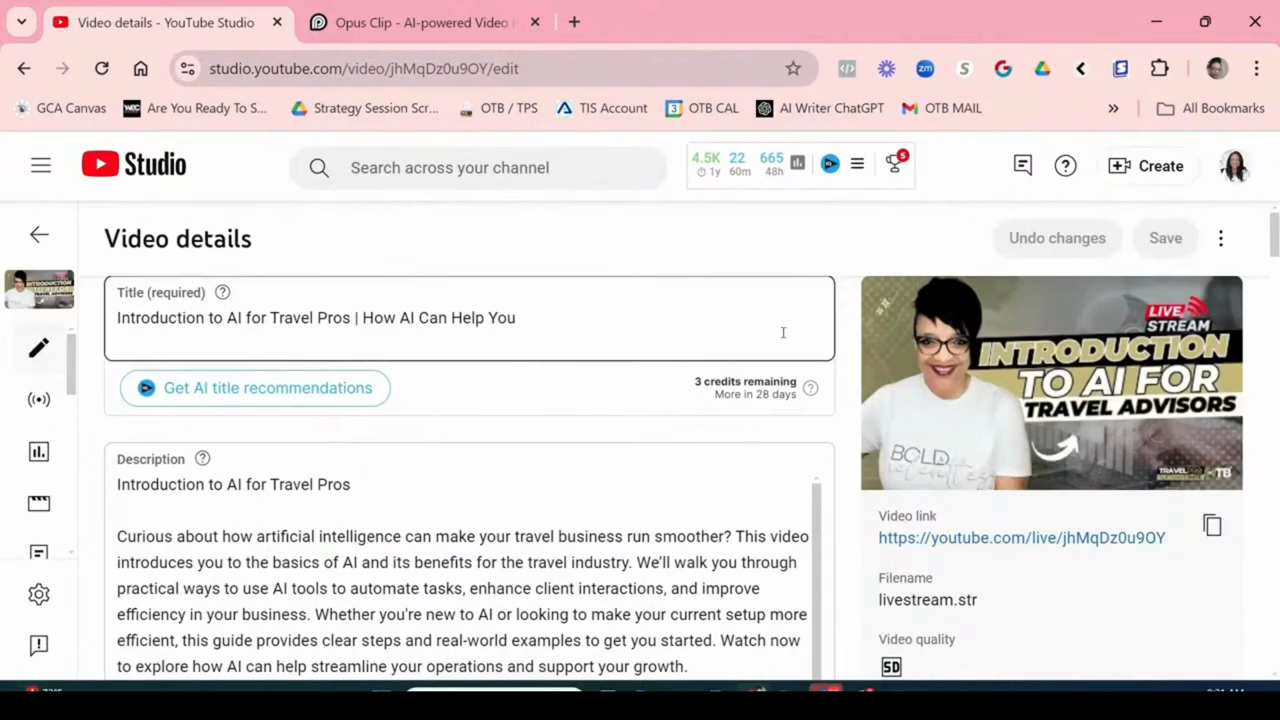 Video details - YouTube Studio
Opus Clip - AI-powered Video
studio.youtube.com/video/jhMqDz0u9OY/edit
GCA Canvas
Are You Ready To S...
Strategy Session Scr...
OTB / TPS
TIS Account
OTB CAL
AI Writer ChatGPT
OTB MAIL
All Bookmarks
Studio
Search across your channel
4.5K 22 665
1y 60m 48h
5
Create
Video details
Undo changes
Save
Title (required)
Introduction to AI for Travel Pros | How AI Can Help You
Get AI title recommendations
3 credits remaining
More in 28 days
Description
Introduction to AI for Travel Pros
Curious about how artificial intelligence can make your travel business run smoother? This video
introduces you to the basics of AI and its benefits for the travel industry. We'll walk you through
practical ways to use AI tools to automate tasks, enhance client interactions, and improve
efficiency in your business. Whether you're new to AI or looking to make your current setup more
efficient, this guide provides clear steps and real-world examples to get you started. Watch now
to explore how AI can help streamline your operations and support your growth.
LIVE
STREAM
INTRODUCTION
TO AI FOR
TRAVEL ADVISORS
BOLD
Video link
https://youtube.com/live/jhMqDz0u9OY
Filename
livestream.str
Video quality
SD